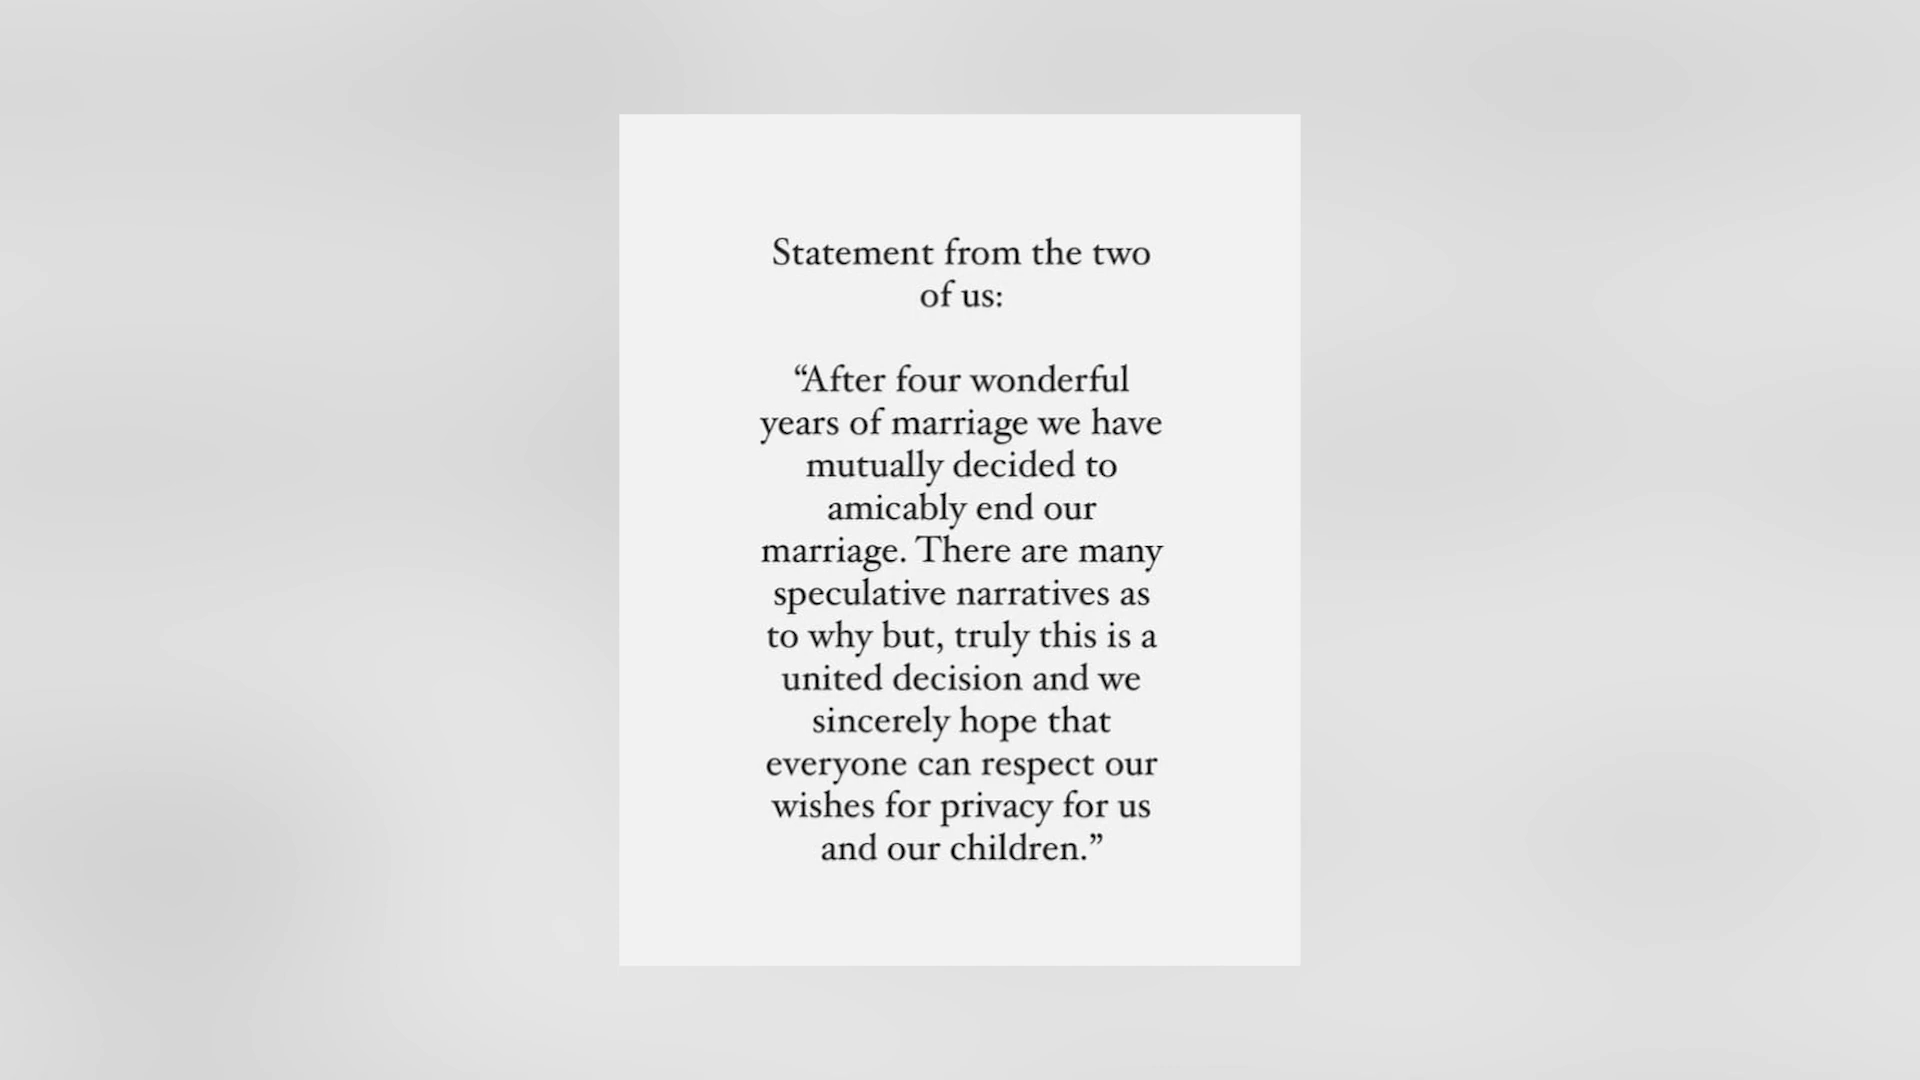 Statement from the two
of us:
“After four wonderful
years of marriage we have
mutually decided to
amicably end our
marriage. There are many
speculative narratives as
to why but, truly this is a
united decision and we
sincerely hope that
everyone can respect our
wishes for privacy for us
and our children.”